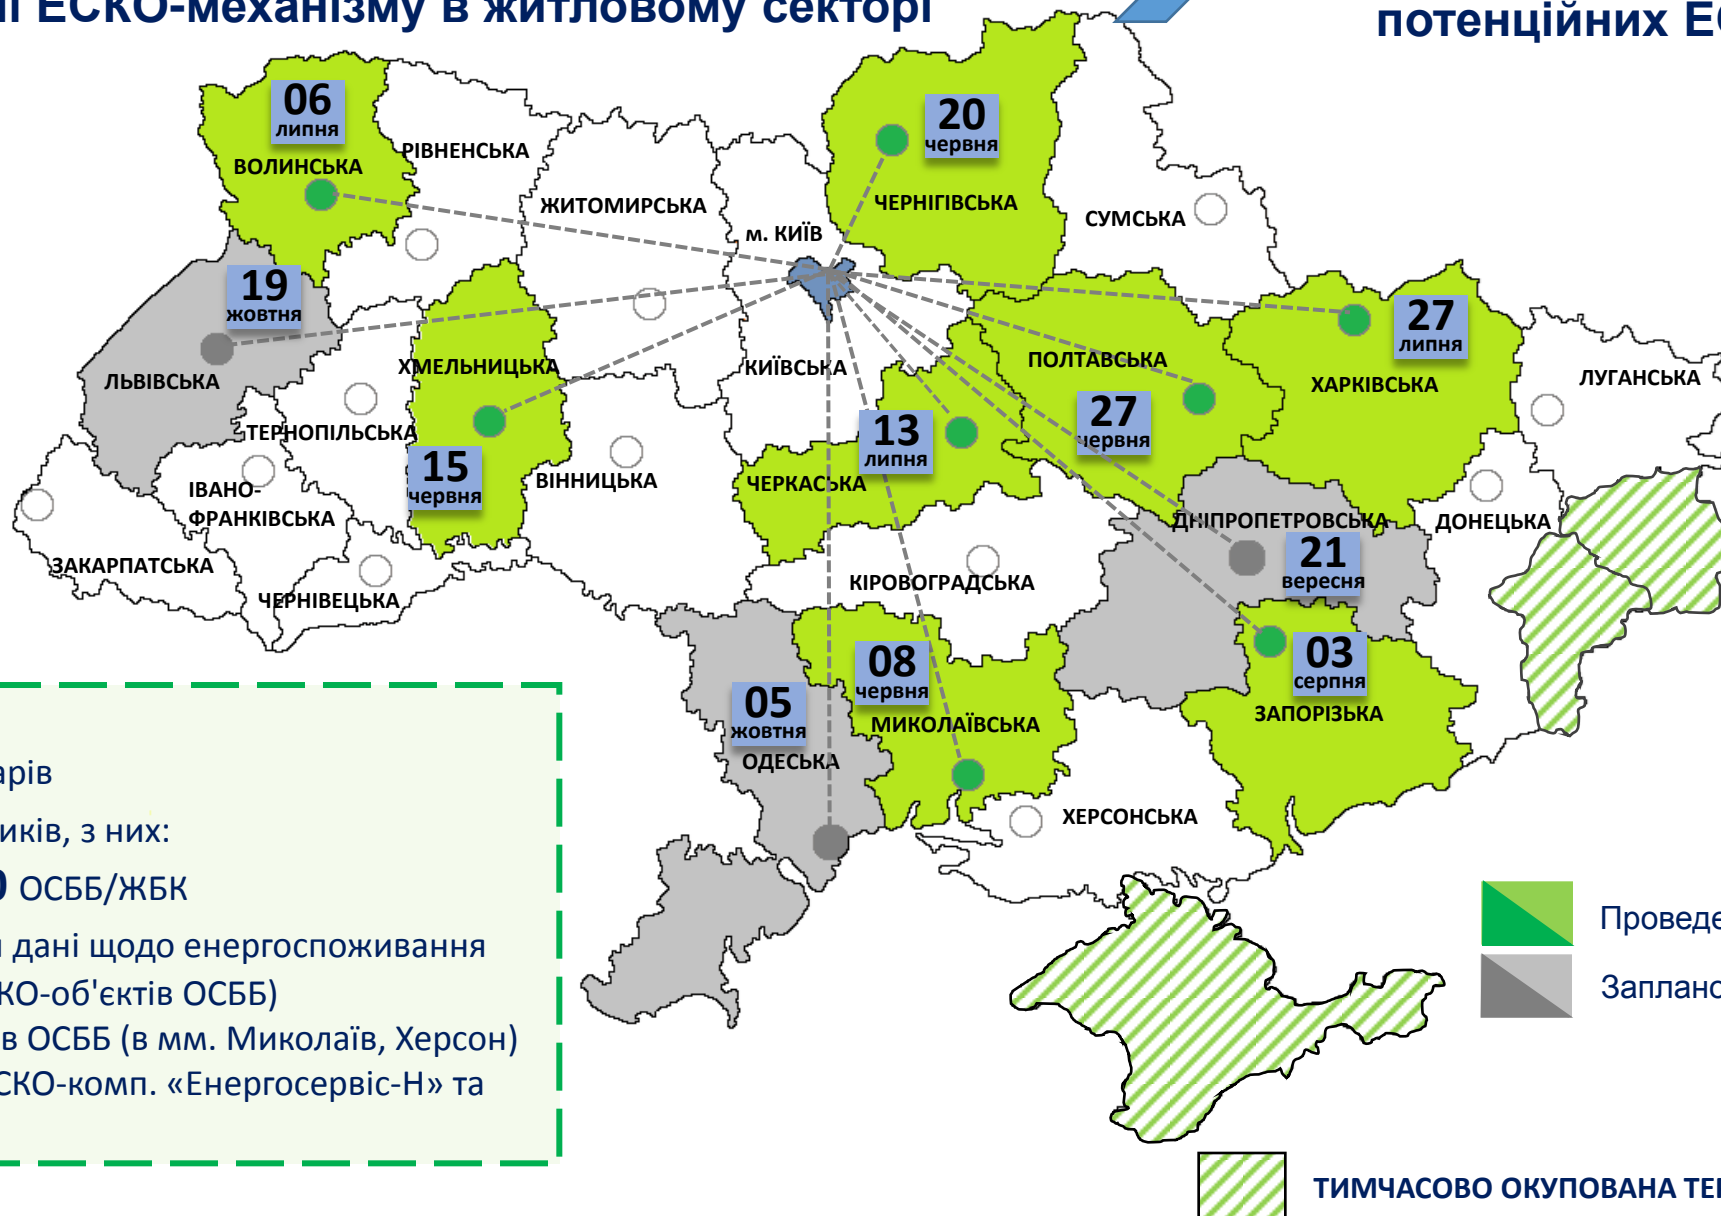 ії ЕСКО-механізму в житловому секторі
потенційних ЕС
06
липня
ВОЛИНСЬКА
РІВНЕНСЬКА
ЖИТОМИРСЬКА
м. КИЇВ
20
червня
ЧЕРНІГІВСЬКА
СУМСЬКА
19
жовтня
ЛЬВІВСЬКА
ХМЕЛЬНИЦЬКА
КИЇВСЬКА
ПОЛТАВСЬКА
27
липня
ХАРКІВСЬКА
ЛУГАНСЬКА
ТЕРНОПІЛЬСЬКА
15
червня
ВІННИЦЬКА
13
липня
ЧЕРКАСЬКА
27
червня
ІВАНО-
ФРАНКІВСЬКА
ДНІПРОПЕТРОВСЬКА
21
вересня
ДОНЕЦЬКА
ЗАКАРПАТСЬКА
ЧЕРНІВЕЦЬКА
КІРОВОГРАДСЬКА
08
червня
МИКОЛАЇВСЬКА
03
серпня
ЗАПОРІЗЬКА
05
жовтня
ОДЕСЬКА
ХЕРСОНСЬКА
арів
иків, з них:
ОСББ/ЖБК
дані щодо енергоспоживання
КО-об'єктів ОСББ)
в ОСББ (в мм. Миколаїв, Херсон)
СКО-комп. «Енергосервіс-Н» та
Проведе
Заплано
ТИМЧАСОВО ОКУПОВАНА ТЕ